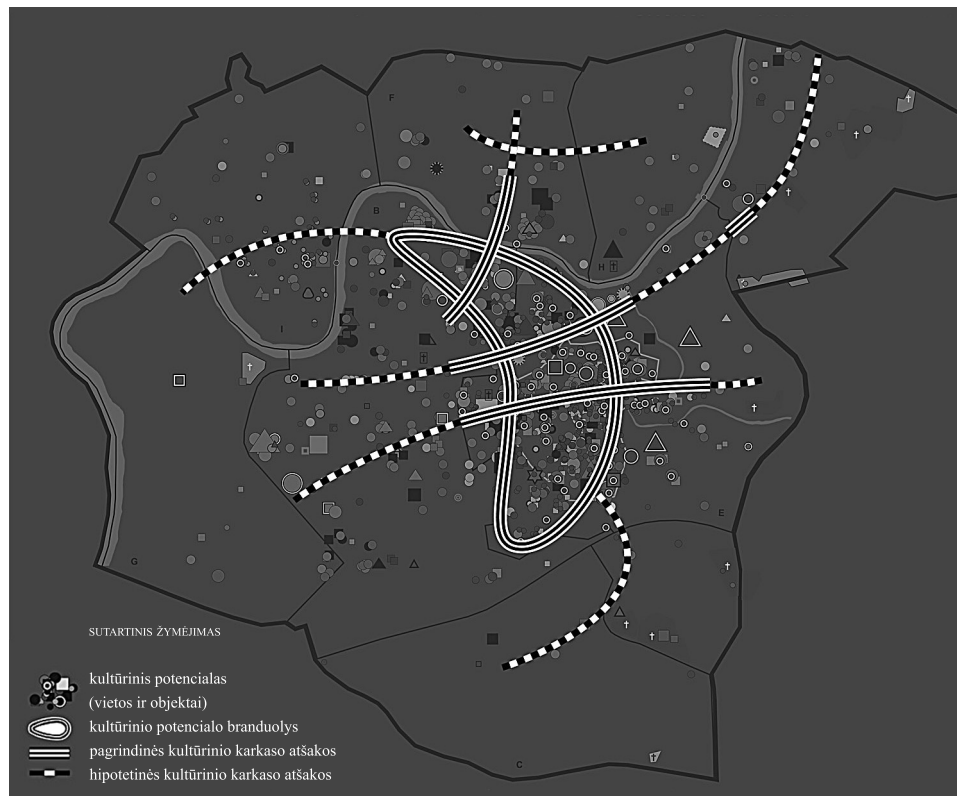 F
B
H
I
E
G
C
SUTARTINIS ŽYMĖJIMAS
kultūrinis potencialas
(vietos ir objektai)
kultūrinio potencialo branduolys
pagrindinės kultūrinio karkaso atšakos
hipotetinės kultūrinio karkaso atšakos